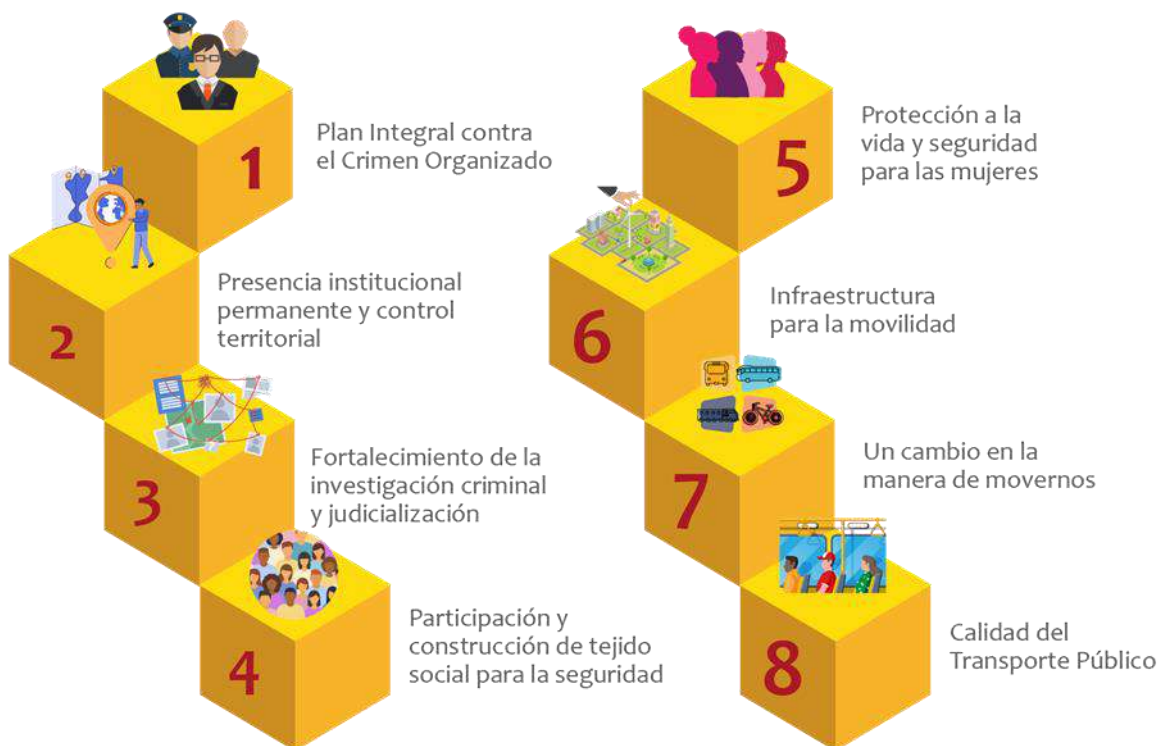 1
Plan Integral contra
el Crimen Organizado
2
Presencia institucional
permanente y control
territorial
3
Fortalecimiento de la
investigación criminal
y judicialización
4
Participación y
construcción de tejido
social para la seguridad
5
Protección a la
vida y seguridad
para las mujeres
6
Infraestructura
para la movilidad
7
Un cambio en la
manera de movernos
8
Calidad del
Transporte Público